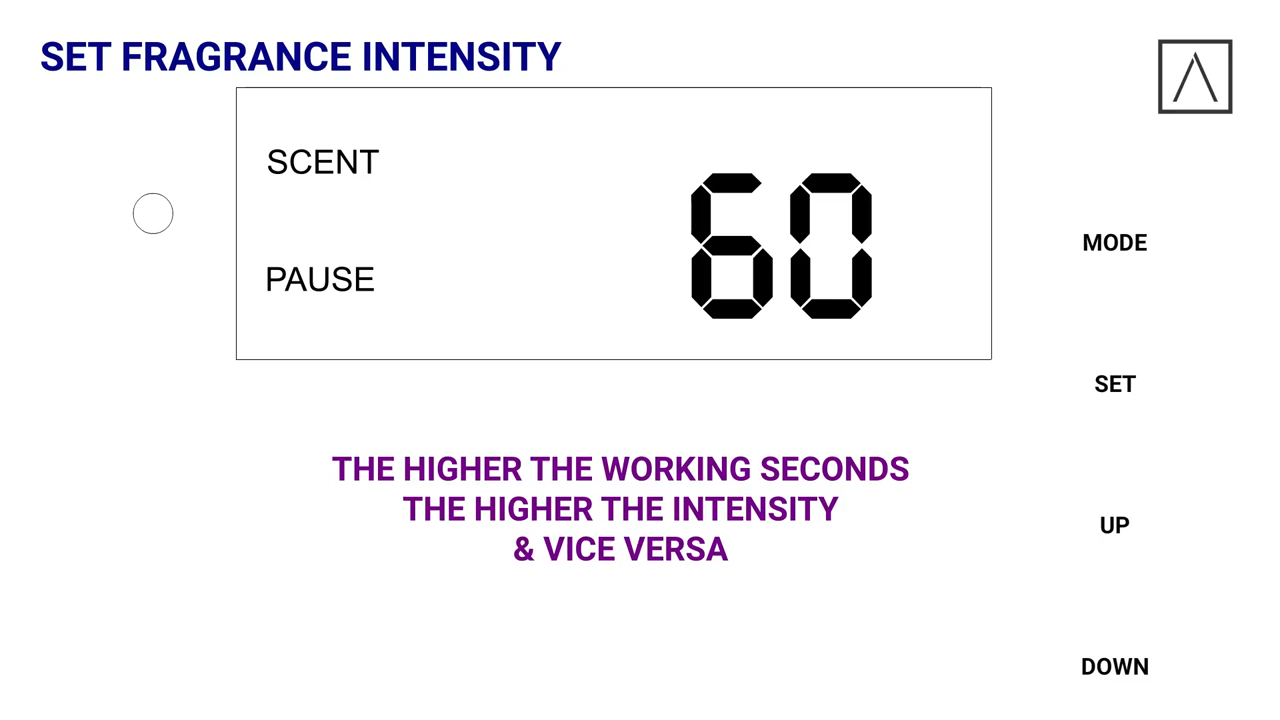 SET FRAGRANCE INTENSITY
SCENT
60
PAUSE
MODE
SET
UP
DOWN
THE HIGHER THE WORKING SECONDS
THE HIGHER THE INTENSITY
& VICE VERSA